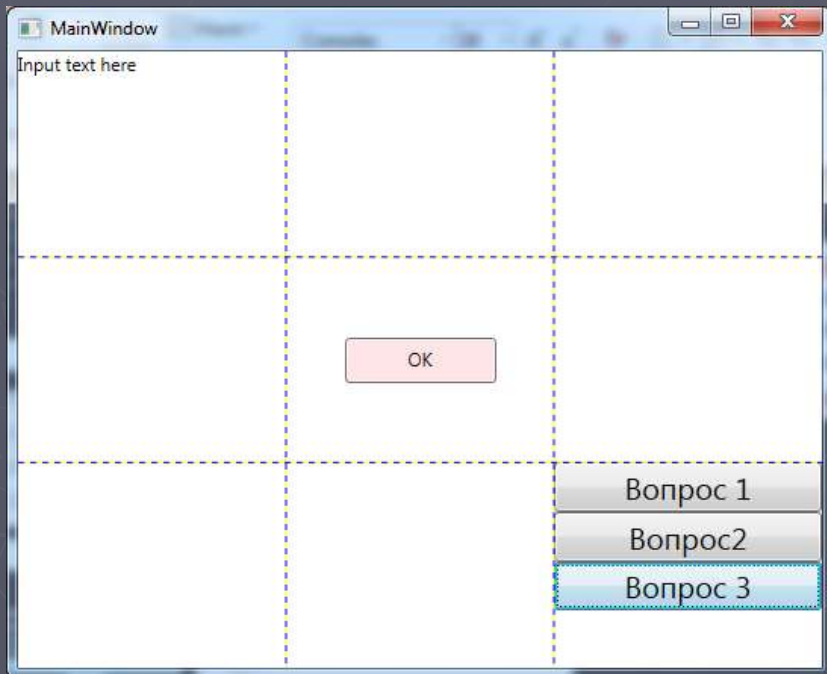 MainWindow
Input text here
OK
Вопрос 1
Вопрос2
Вопрос 3